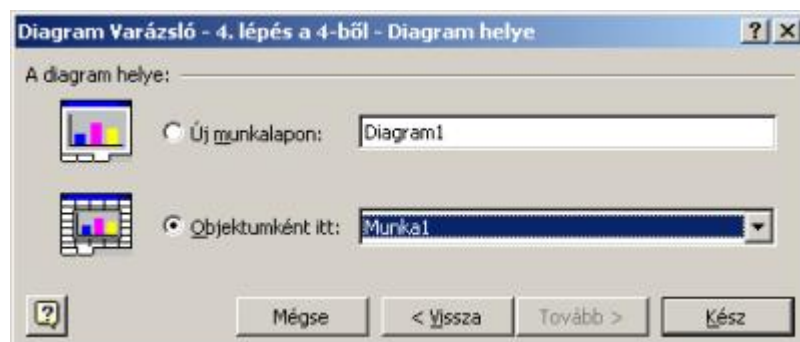 Diagram Varázsló - 4. lépés a 4-ből - Diagram helye
A diagram helye:
Új munkalapon: Diagram1
Objektumként itt: Munka1
Mégse < Vissza Tovább > Kész